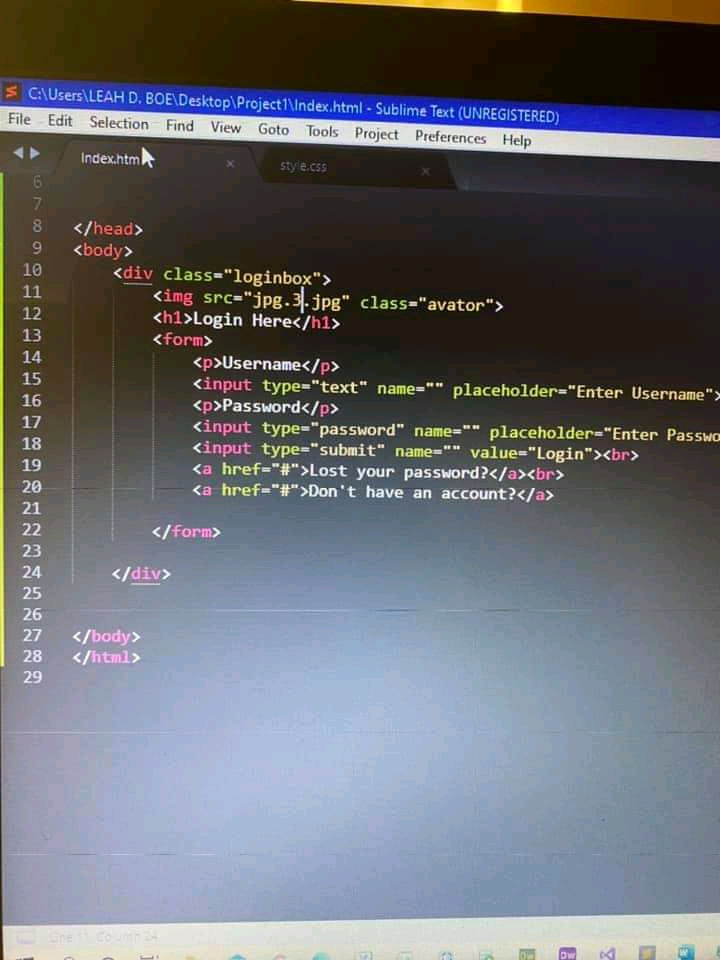 C:\Users\LEAH D. BOE\Desktop\Project1\Index.html - Sublime Text (UNREGISTERED)
File Edit Selection Find View Goto Tools Project Preferences Help
Index.htm style.css
6
7
8 </head>
9 <body>
10 <div class="loginbox">
11 <img src="jpg.3.jpg" class="avator">
12 <h1>Login Here</h1>
13 <form>
14 <p>Username</p>
15 <input type="text" name="" placeholder="Enter Username">
16 <p>Password</p>
17 <input type="password" name="" placeholder="Enter Passwo
18 <input type="submit" name="" value="Login"><br>
19 <a href="#">Lost your password?</a><br>
20 <a href="#">Don't have an account?</a>
21
22 </form>
23
24 </div>
25
26
27 </body>
28 </html>
29
Line 11, Column 24
Dw